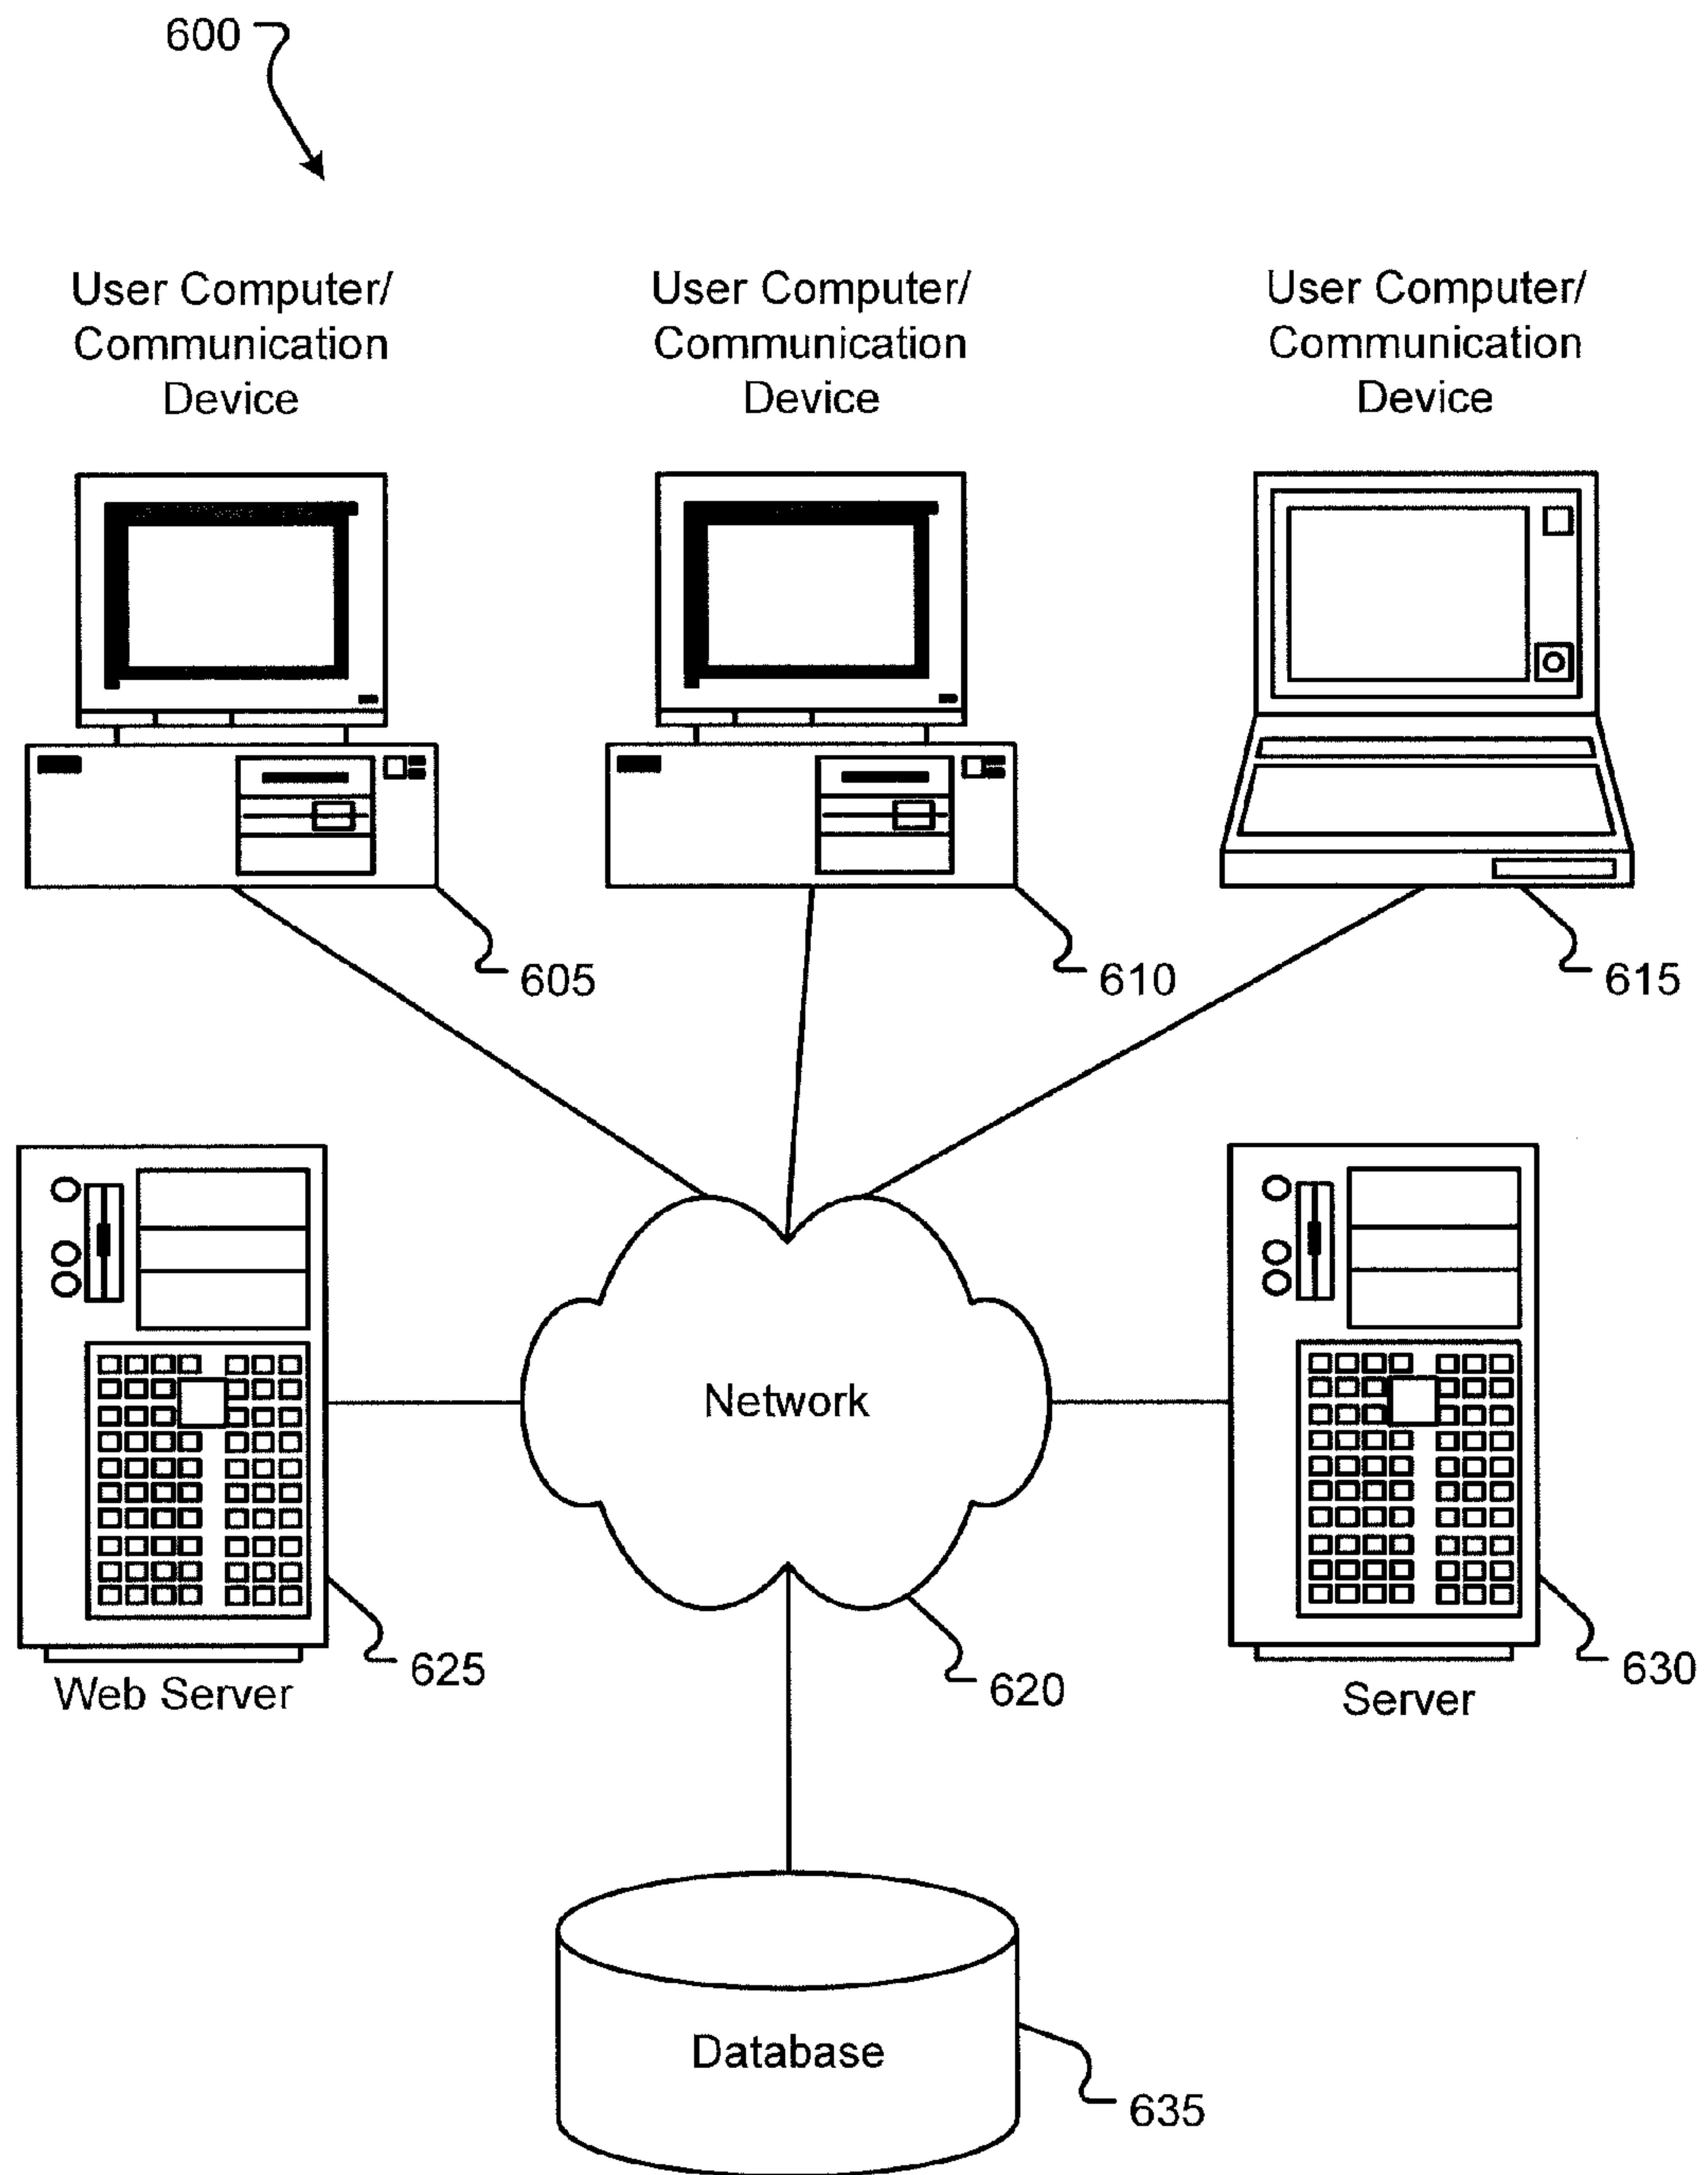 600
User Computer/
Communication
Device
User Computer/
Communication
Device
User Computer/
Communication
Device
605
610
615
Network
625
620
630
Web Server
Server
Database
635